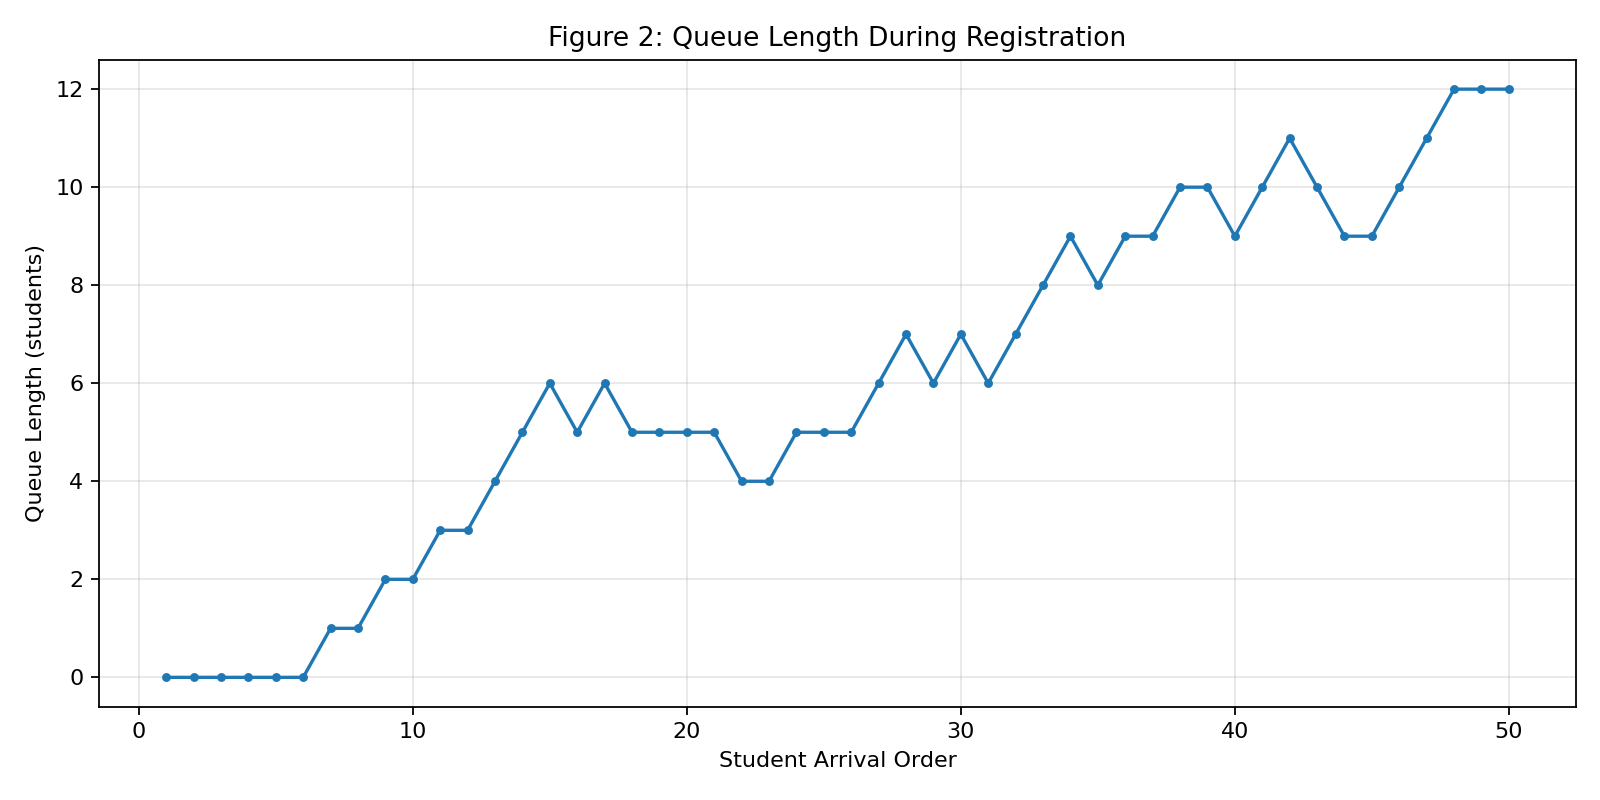 Figure 2: Queue Length During Registration
12
10
8
6
4
2
0
Queue Length (students)
0 10 20 30 40 50
Student Arrival Order